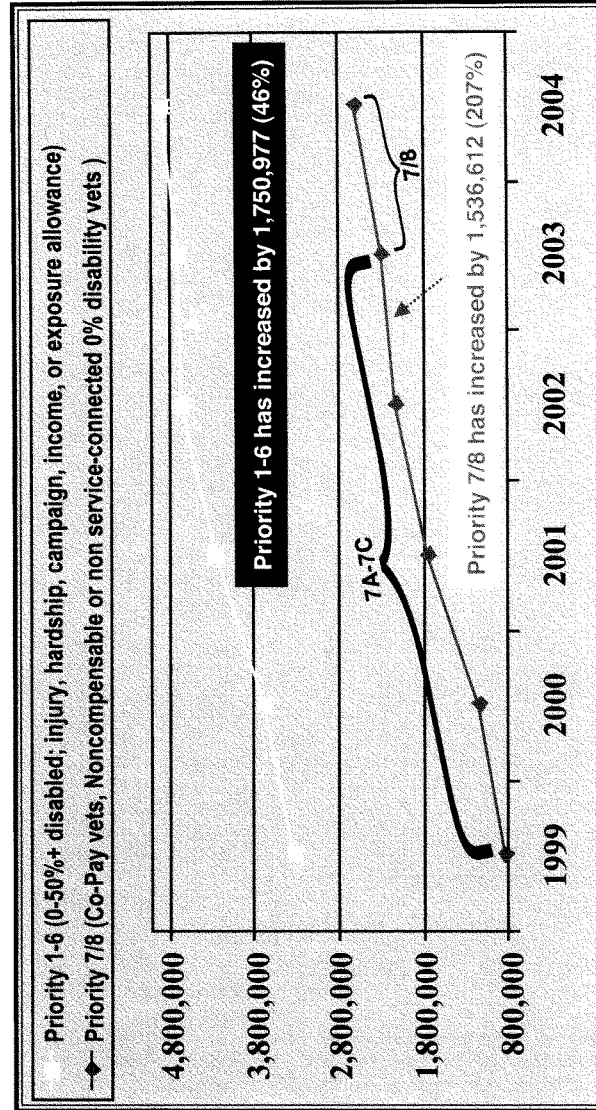 Priority 1-6 (0-50%+ disabled; injury, hardship, campaign, income, or exposure allowance)
Priority 7/8 (Co-Pay vets, Noncompensable or non service-connected 0% disability vets )
4,800,000
3,800,000
2,800,000
1,800,000
800,000
Priority 1-6 has increased by 1,750,977 (46%)
7A-7C
7/8
Priority 7/8 has increased by 1,536,612 (207%)
1999
2000
2001
2002
2003
2004